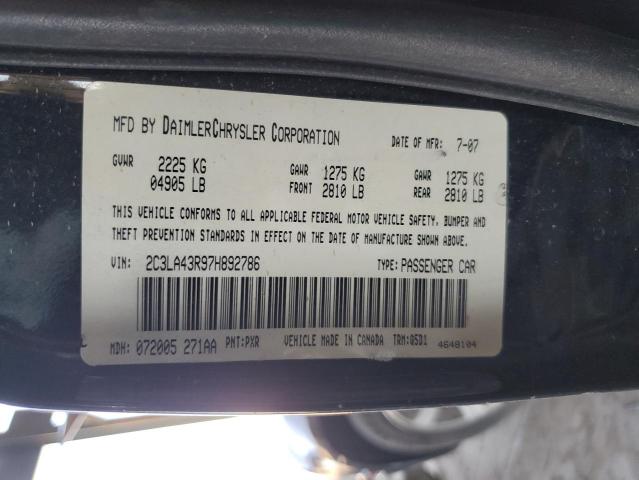 MFD BY DAIMLERCHRYSLER CORPORATION DATE OF MFR: 7-07
GVWR 2225 KG GAWR 1275 KG GAWR 1275 KG
04905 LB FRONT 2810 LB REAR 2810 LB
THIS VEHICLE CONFORMS TO ALL APPLICABLE FEDERAL MOTOR VEHICLE SAFETY, BUMPER AND
THEFT PREVENTION STANDARDS IN EFFECT ON THE DATE OF MANUFACTURE SHOWN ABOVE.
VIN: 2C3LA43R97H892786 TYPE: PASSENGER CAR
MDH: 072005 271AA PNT: PXR VEHICLE MADE IN CANADA TRM: QSD1 4648104